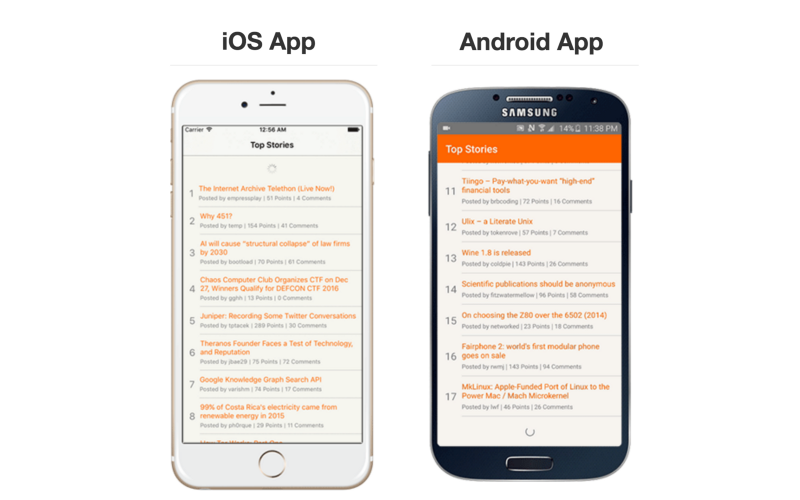 iOS App
Android App
Carrier
12:56 AM
Top Stories
1
The Internet Archive Telethon (Live Now!)
Posted by empressplay | 51 Points | 4 Comments
2
Why 451?
Posted by temp | 154 Points | 41 Comments
3
AI will cause "structural collapse" of law firms
by 2030
Posted by bootload | 70 Points | 61 Comments
4
Chaos Computer Club Organizes CTF on Dec
27, Winners Qualify for DEFCON CTF 2016
Posted by gghh | 13 Points | 0 Comments
5
Juniper: Recording Some Twitter Conversations
Posted by tptacek | 289 Points | 30 Comments
6
Theranos Founder Faces a Test of Technology,
and Reputation
Posted by jbae29 | 75 Points | 72 Comments
7
Google Knowledge Graph Search API
Posted by varishm | 74 Points | 17 Comments
8
99% of Costa Rica's electricity came from
renewable energy in 2015
Posted by ph0rque | 29 Points | 11 Comments
SAMSUNG
14% 11:38 PM
Top Stories
11
Tiingo – Pay-what-you-want "high-end"
financial tools
Posted by brbcoding | 72 Points | 16 Comments
12
Ulix – a Literate Unix
Posted by tokenrove | 57 Points | 7 Comments
13
Wine 1.8 is released
Posted by coldpie | 143 Points | 26 Comments
14
Scientific publications should be anonymous
Posted by fitzwatermellow | 96 Points | 58 Comments
15
On choosing the Z80 over the 6502 (2014)
Posted by networked | 23 Points | 18 Comments
16
Fairphone 2: world's first modular phone
goes on sale
Posted by rwmj | 143 Points | 94 Comments
17
MkLinux: Apple-Funded Port of Linux to the
Power Mac / Mach Microkernel
Posted by lwf | 46 Points | 26 Comments